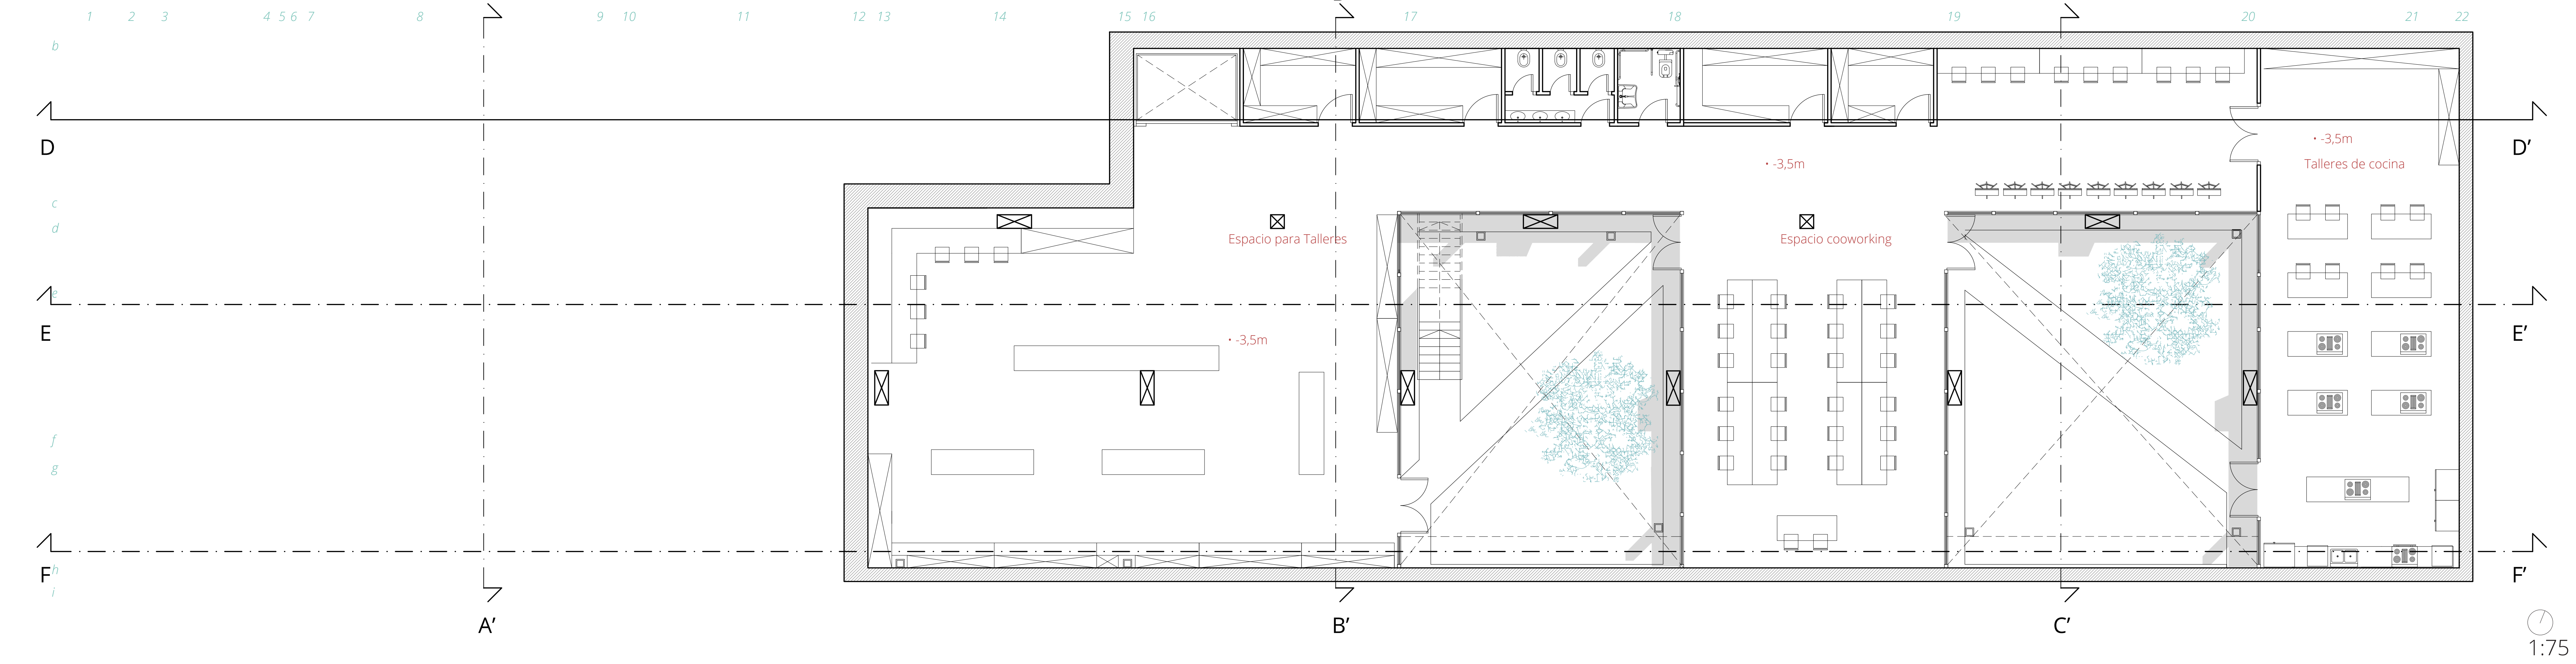 1 2 3 4 5 6 7 8 9 10 11 12 13 14 15 16 17 18 19 20 21 22
b
D
D’
-3,5m
-3,5m
Talleres de cocina
c
d
Espacio para Talleres
Espacio cooworking
e
E
E’
-3,5m
f
g
h
F
F’
i
A’
B’
C’
1:75